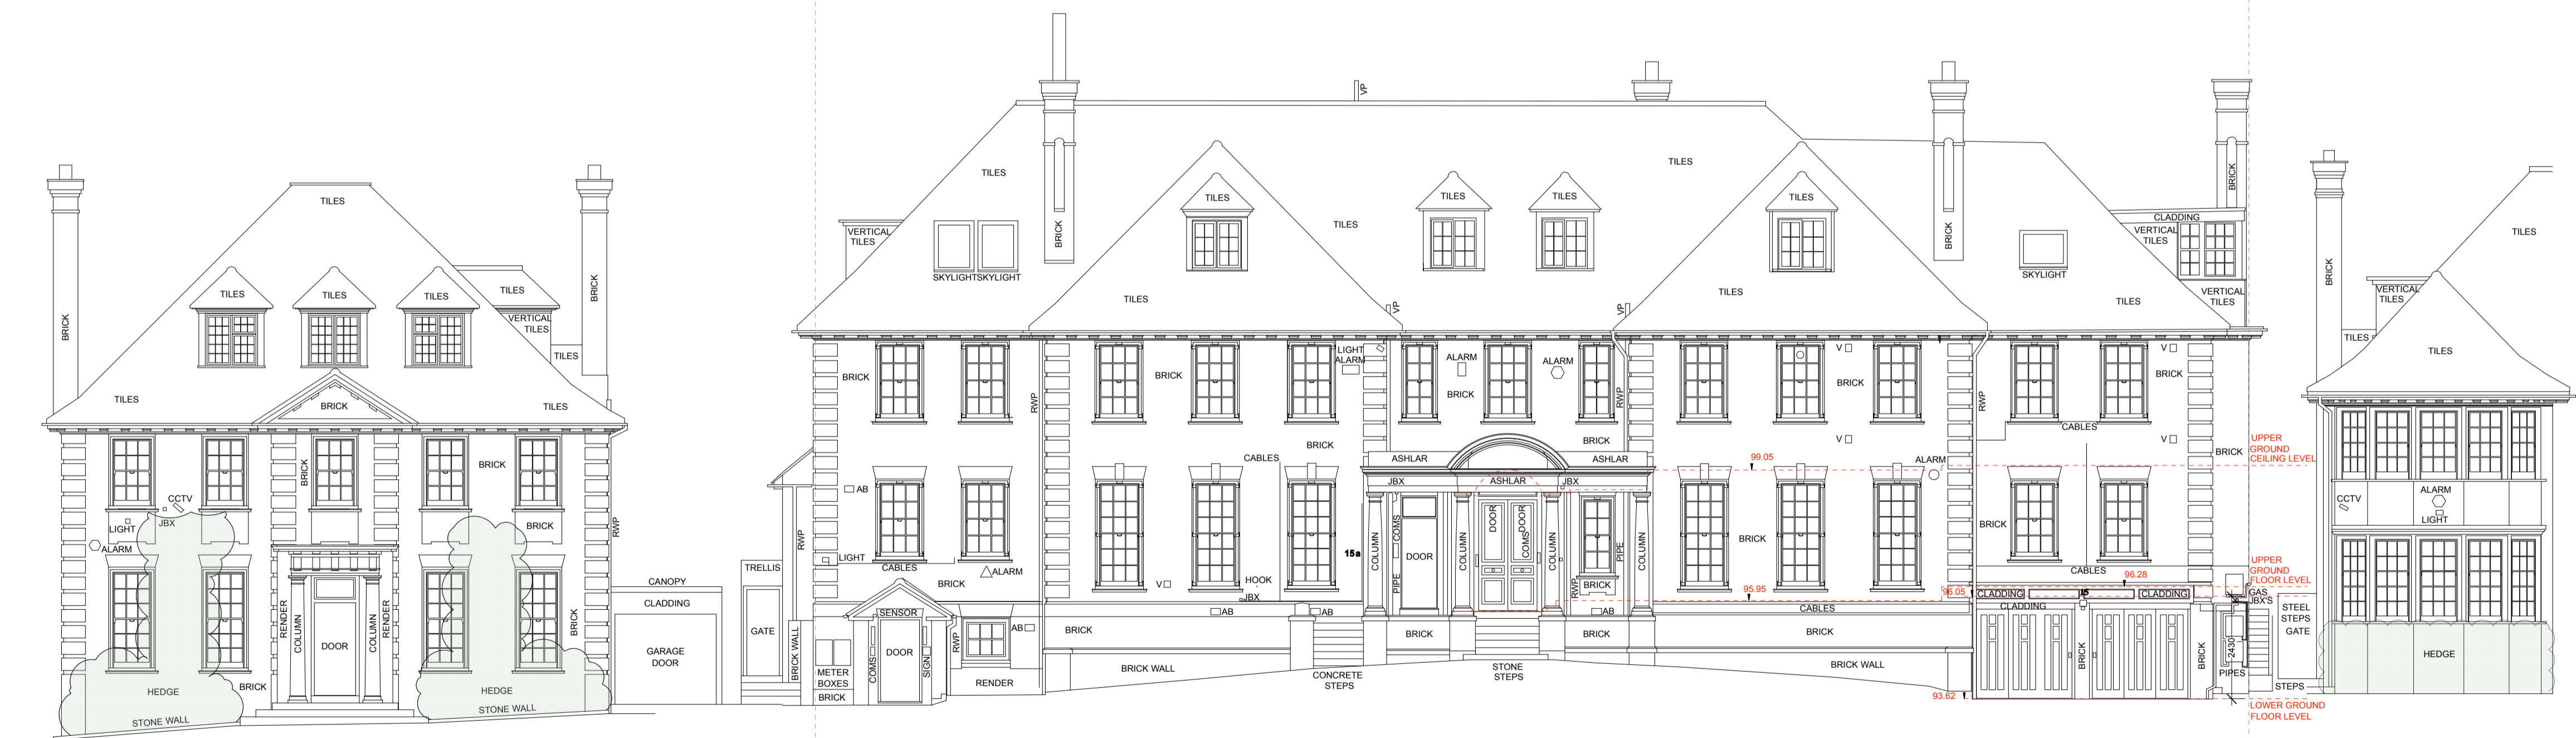 VP
TILES
TILES
TILES
TILES
TILES
TILES
TILES
TILES
TILES
BRICK
BRICK
BRICK
BRICK
VERTICAL
TILES
SKYLIGHT
SKYLIGHT
TILES
TILES
TILES
VP
VP
SKYLIGHT
CLADDING
VERTICAL
TILES
VERTICAL
TILES
TILES
TILES
TILES
TILES
TILES
VERTICAL
TILES
TILES
BRICK
BRICK
TILES
TILES
BRICK
VERTICAL
TILES
TILES
TILES
BRICK
BRICK
BRICK
CCTV
JBX
LIGHT
ALARM
BRICK
RWP
RENDER
COLUMN
DOOR
COLUMN
RENDER
BRICK
HEDGE
STONE WALL
BRICK
HEDGE
STONE WALL
CANOPY
CLADDING
GARAGE
DOOR
TRELLIS
GATE
BRICK WALL
RWP
BRICK
RWP
BRICK
BRICK
AB
LIGHT
CABLES
BRICK
ALARM
SENSOR
COMS
DOOR
SIGN
RWP
METER
BOXES
BRICK
AB
RENDER
CABLES
V
HOOK
JBX
AB
AB
BRICK
BRICK WALL
CONCRETE
STEPS
LIGHT
ALARM
ALARM
BRICK
ALARM
RWP
BRICK
ASHLAR
ASHLAR
JBX
ASHLAR
JBX
15a
COLUMN
PIPE
COMS
DOOR
COLUMN
DOOR
DOOR
COMS
COLUMN
RWP
PIPE
BRICK
COLUMN
AB
BRICK
BRICK
STONE
STEPS
V
BRICK
V
99.05
ALARM
BRICK
95.95
CABLES
BRICK
BRICK WALL
93.62
RWP
V
BRICK
CABLES
V
BRICK
BRICK
CABLES
96.28
96.05
CLADDING
15
CLADDING
CLADDING
BRICK
BRICK
UPPER
GROUND
CEILING LEVEL
UPPER
GROUND
FLOOR LEVEL
GAS
JBX'S
2430
PIPES
STEEL
STEPS
GATE
STEPS
LOWER GROUND
FLOOR LEVEL
CCTV
ALARM
LIGHT
HEDGE